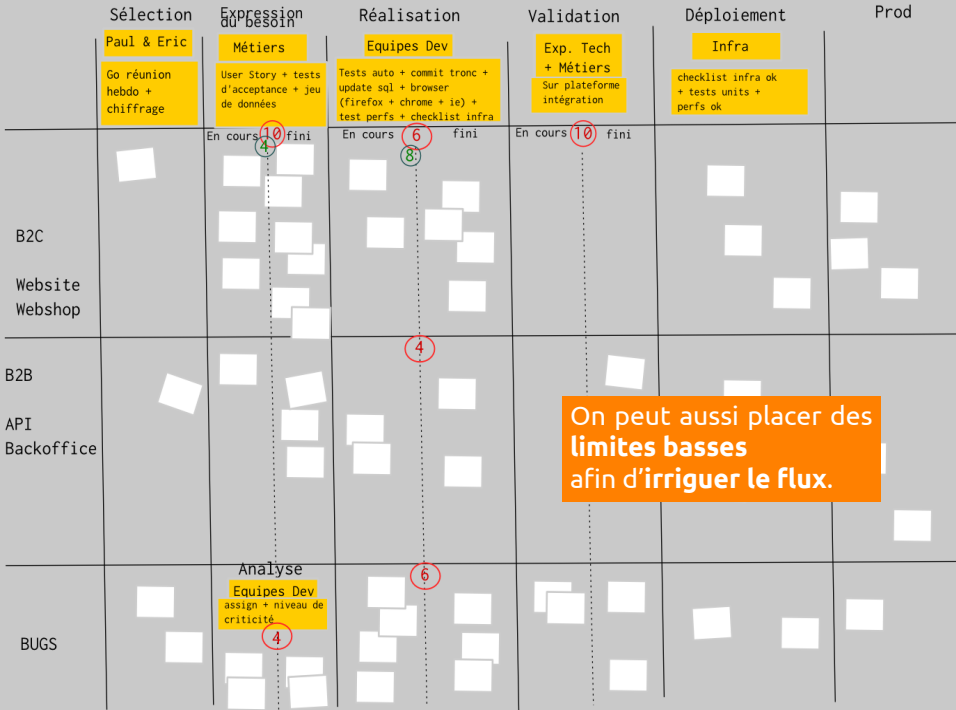 Sélection
Expression
du besoin
Réalisation
Validation
Déploiement
Prod
Paul & Eric
Métiers
Equipes Dev
Exp. Tech
+ Métiers
Infra
Go réunion
hebdo +
chiffrage
User Story + tests
d'acceptance + jeu
de données
Tests auto + commit tronc +
update sql + browser
(firefox + chrome + ie) +
test perfs + checklist infra
Sur plateforme
intégration
checklist infra ok
+ tests units +
perfs ok
En cours 10 fini
4
En cours 6 fini
8
En cours 10 fini
B2C
Website
Webshop
4
B2B
API
Backoffice
On peut aussi placer des
limites basses
afin d'irriguer le flux.
Analyse
Equipes Dev
assign + niveau de
criticité
4
6
BUGS